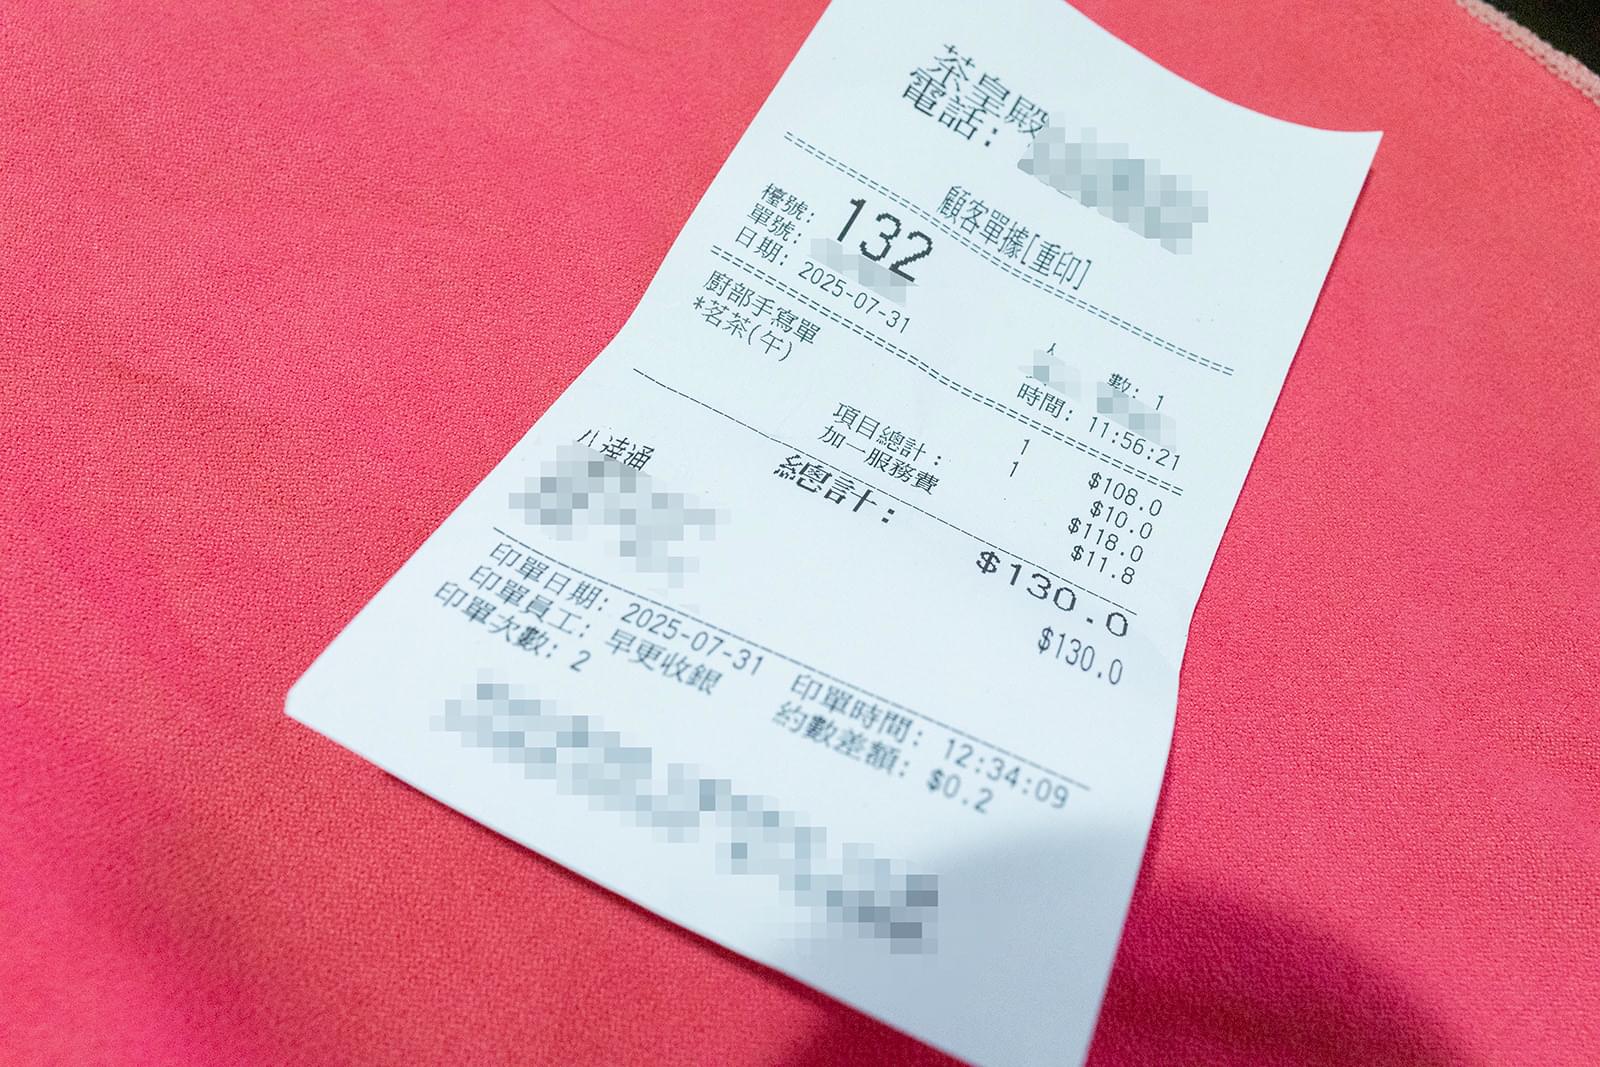 茶皇殿
電話:
顧客單據[重印]
檯號: 132
單號: 人 數: 1
日期: 2025-07-31 時間: 11:56:21
廚部手寫單 1 $108.0
*茗茶(午) 1 $10.0
項目總計: $118.0
加一服務費 $11.8
總計: $130.0
八達通 $130.0
印單日期: 2025-07-31 印單時間: 12:34:09
印單員工: 早更收銀 約數差額: $0.2
印單次數: 2